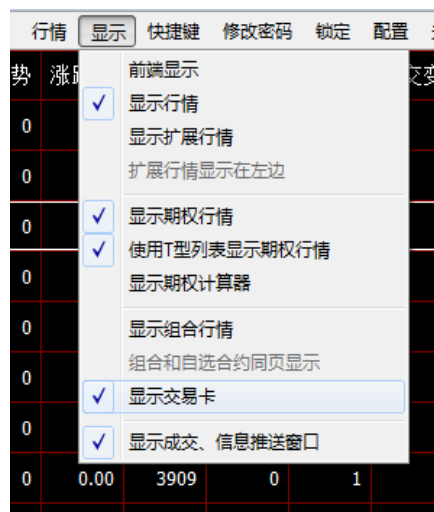 行情 显示 快捷键 修改密码 锁定 配置
势 涨
前端显示
显示行情
显示扩展行情
0
扩展行情显示在左边
0
显示期权行情
0
使用T型列表显示期权行情
显示期权计算器
0
显示组合行情
0
组合和自选合约同页显示
0
显示交易卡
0
显示成交、信息推送窗口
0 0.00 3909 0 1